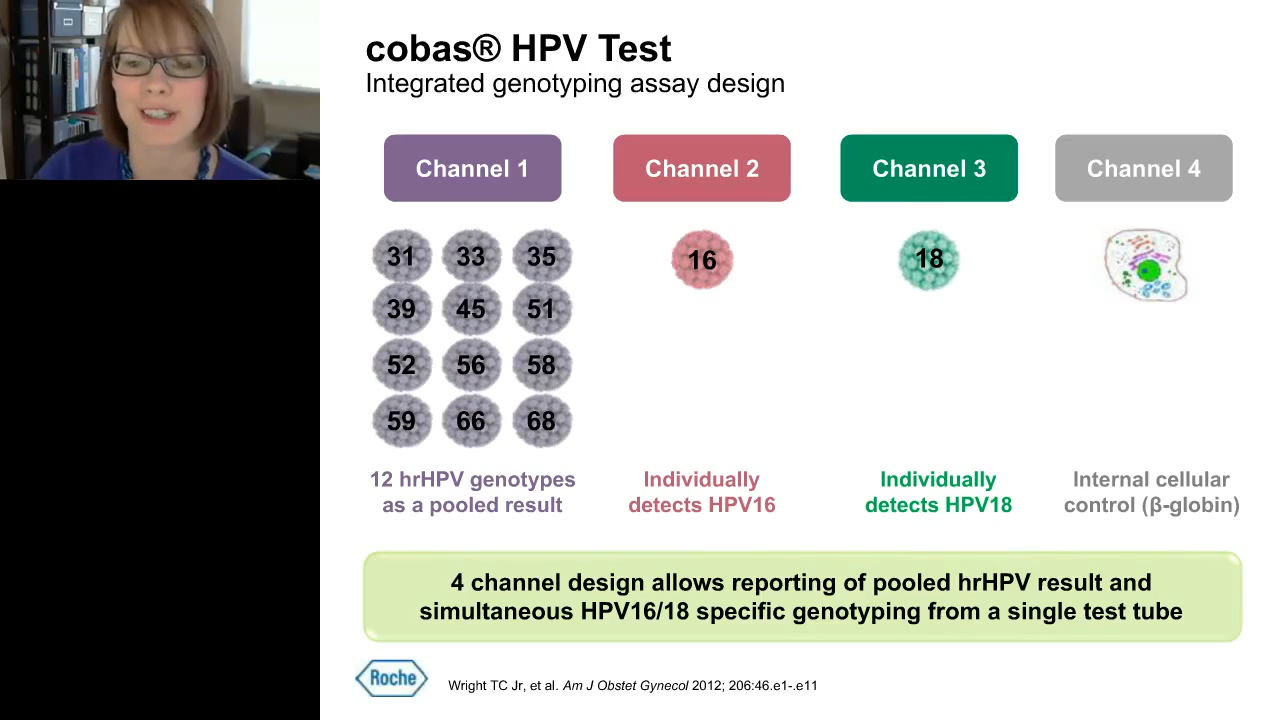 cobas® HPV Test
Integrated genotyping assay design
Channel 1
Channel 2
Channel 3
Channel 4
31 33 35
39 45 51
52 56 58
59 66 68
16
18
12 hrHPV genotypes
as a pooled result
Individually
detects HPV16
Individually
detects HPV18
Internal cellular
control (β-globin)
4 channel design allows reporting of pooled hrHPV result and
simultaneous HPV16/18 specific genotyping from a single test tube
Roche
Wright TC Jr, et al. Am J Obstet Gynecol 2012; 206:46.e1-.e11